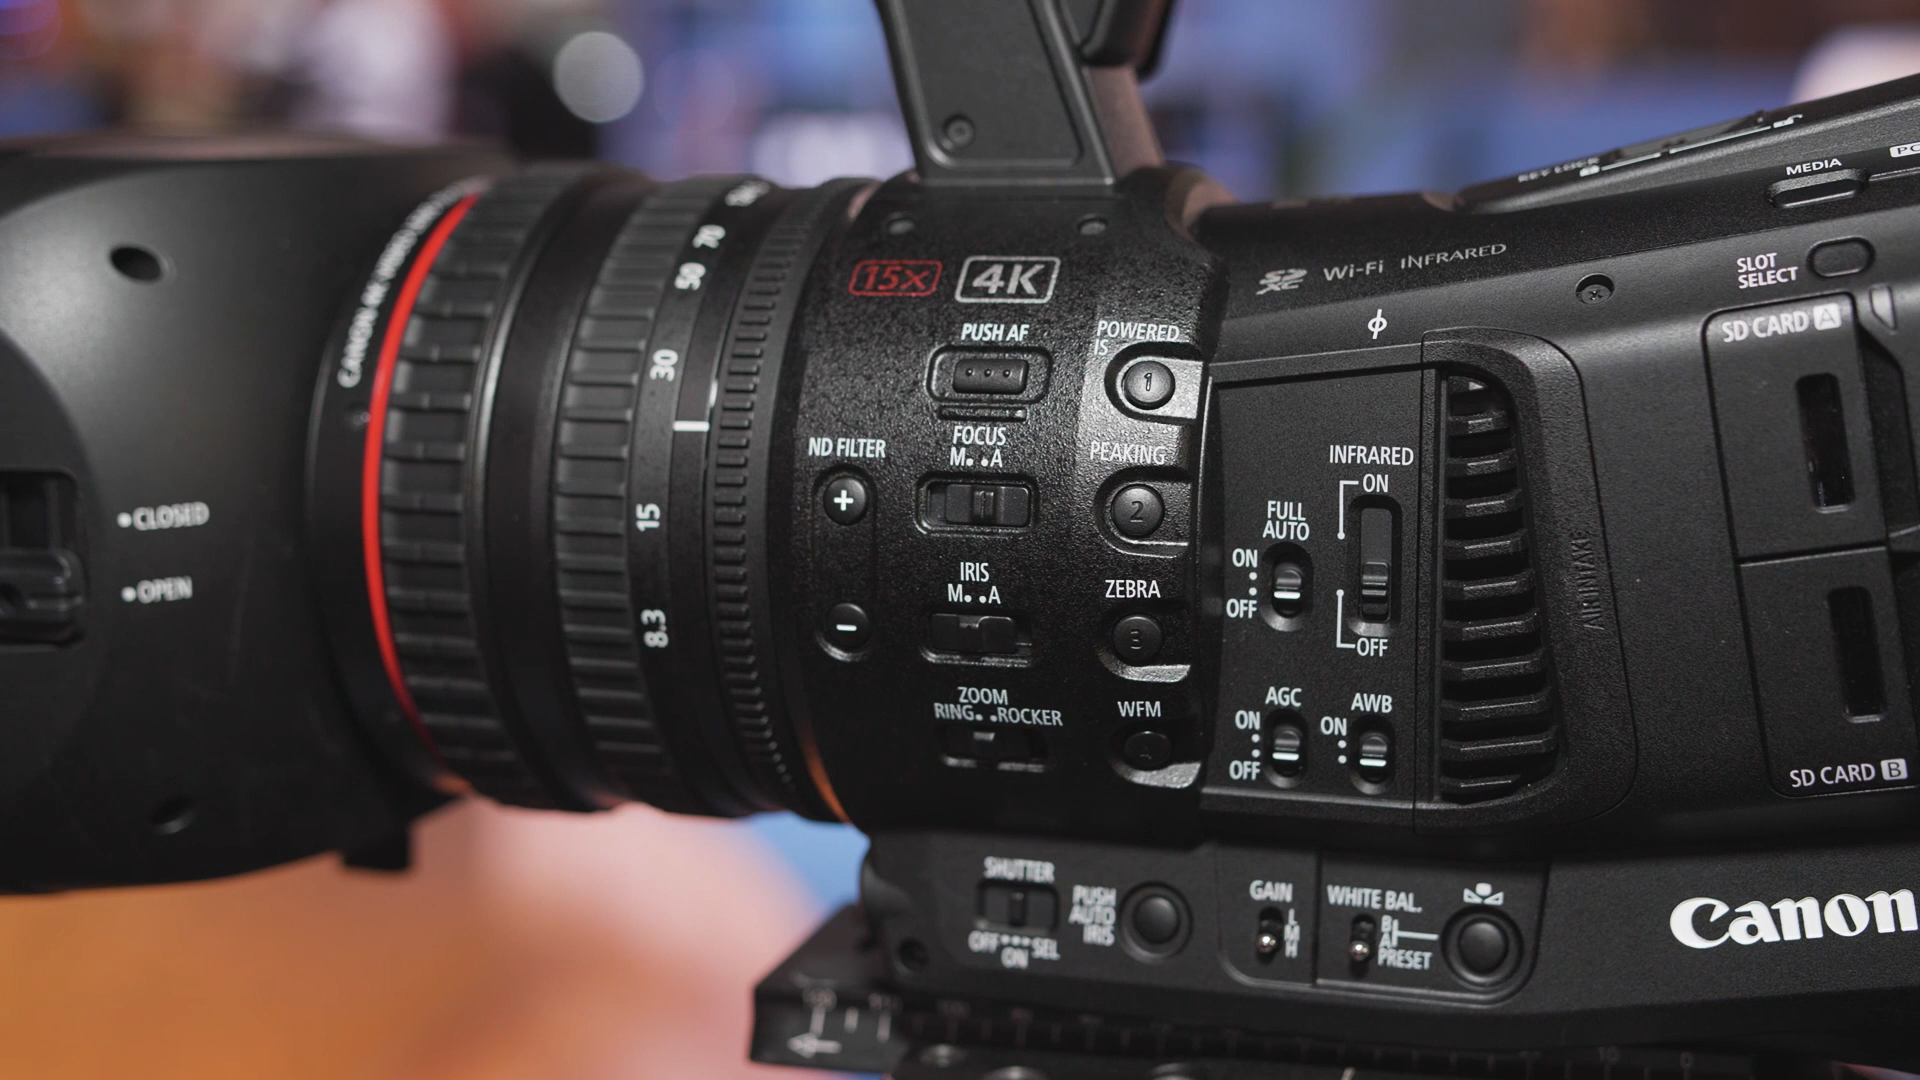 CLOSED
OPEN
70
50
30
15
8.3
15x 4K
PUSH AF
POWERED
IS
1
FOCUS
M A
ND FILTER
+
-
PEAKING
2
IRIS
M A
ZEBRA
3
ZOOM
RING ROCKER
WFM
Wi-Fi INFRARED
INFRARED
ON
OFF
FULL
AUTO
ON
OFF
AGC
ON
OFF
AWB
ON
AIR INTAKE
MEDIA
SLOT
SELECT
SD CARD A
SD CARD B
SHUTTER
OFF SEL
ON
PUSH
AUTO
IRIS
GAIN
L
M
H
WHITE BAL.
B
A
PRESET
Canon